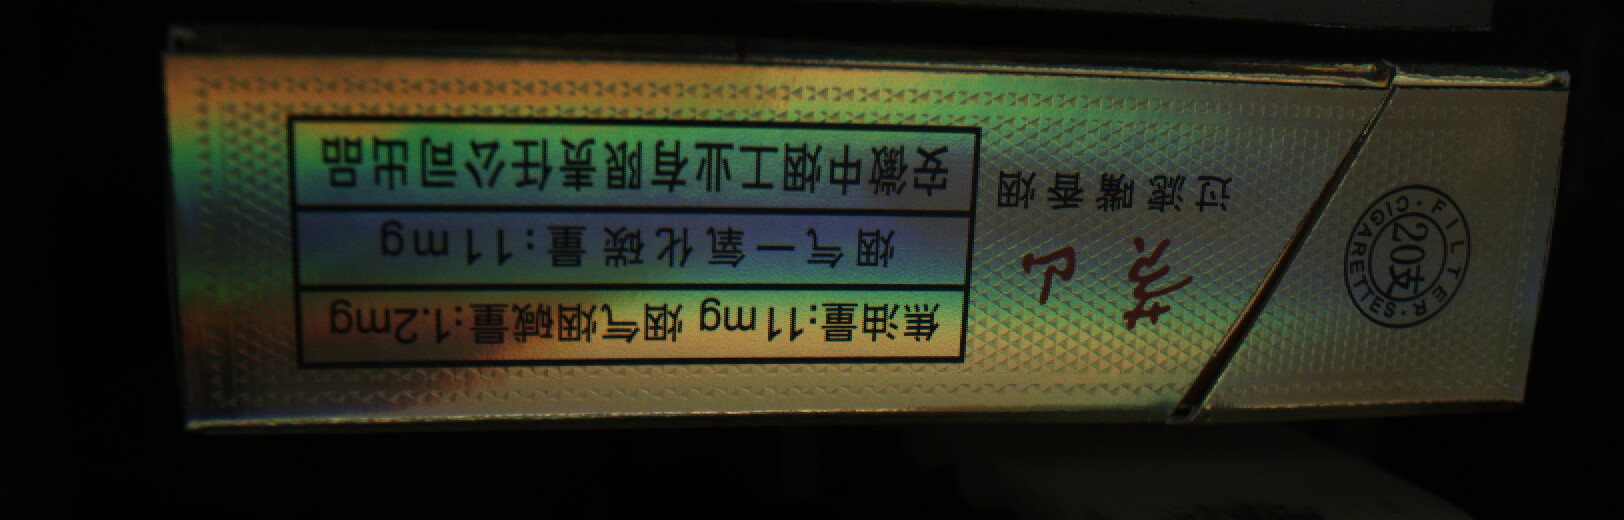 FILTER·CIGARETTES·
20支
黄山
过滤嘴香烟
焦油量:11mg 烟气烟碱量:1.2mg
烟气一氧化碳量:11mg
安徽中烟工业有限责任公司出品